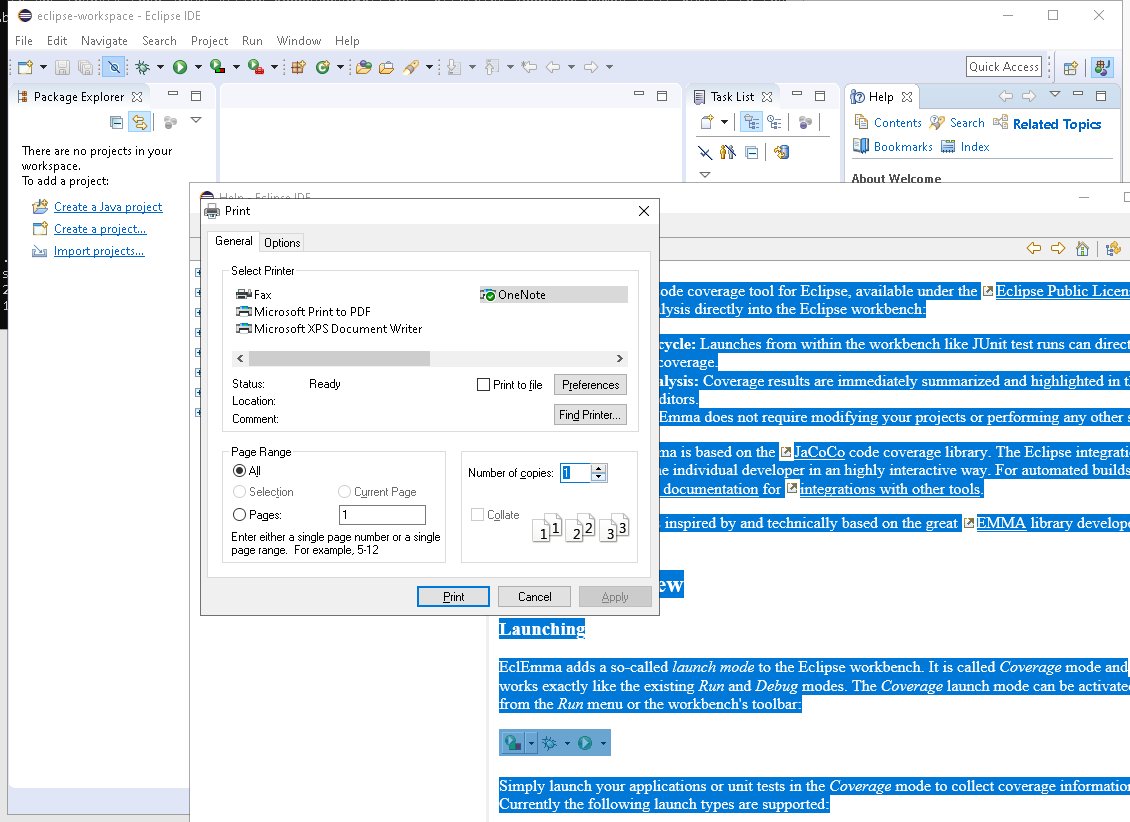 eclipse-workspace - Eclipse IDE
File Edit Navigate Search Project Run Window Help
Quick Access
Package Explorer
Task List
Help
Contents Search Related Topics
Bookmarks Index
About Welcome
There are no projects in your
workspace.
To add a project:
Create a Java project
Create a project...
Import projects...
Help - Eclipse IDE
Print
General Options
Select Printer
Fax
OneNote
Microsoft Print to PDF
Microsoft XPS Document Writer
Status: Ready
Location:
Comment:
Print to file
Preferences
Find Printer...
Page Range
All
Selection Current Page
Pages: 1
Enter either a single page number or a single
page range. For example, 5-12
Number of copies: 1
Collate
1 1 2 2 3 3
Print Cancel Apply
ode coverage tool for Eclipse, available under the Eclipse Public Licens
lysis directly into the Eclipse workbench:
cycle: Launches from within the workbench like JUnit test runs can direct
coverage.
alysis: Coverage results are immediately summarized and highlighted in t
ditors.
Emma does not require modifying your projects or performing any other s
ma is based on the JaCoCo code coverage library. The Eclipse integrati
he individual developer in an highly interactive way. For automated builds
documentation for integrations with other tools.
s inspired by and technically based on the great EMMA library develope
ew
Launching
EclEmma adds a so-called launch mode to the Eclipse workbench. It is called Coverage mode and
works exactly like the existing Run and Debug modes. The Coverage launch mode can be activate
from the Run menu or the workbench's toolbar:
Simply launch your applications or unit tests in the Coverage mode to collect coverage information
Currently the following launch types are supported: